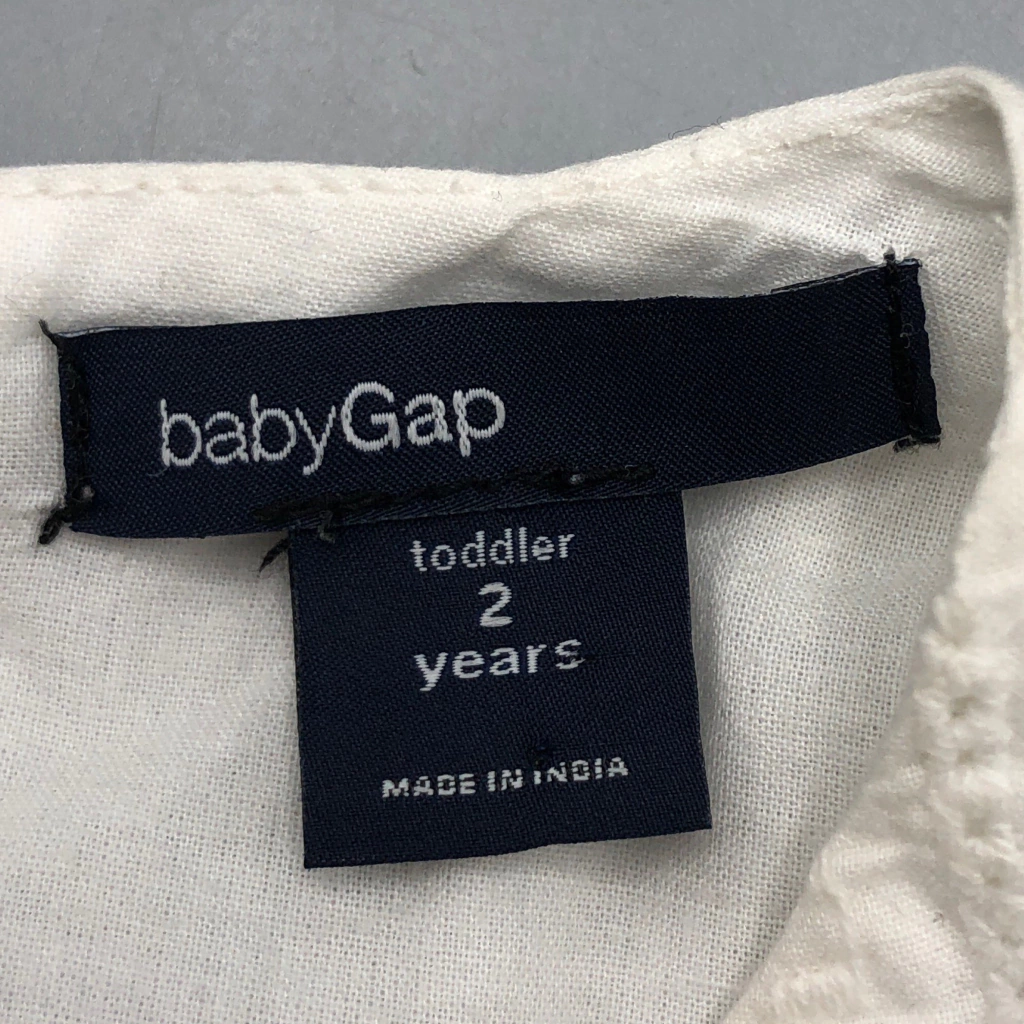 babyGap
toddler
2
years
MADE IN INDIA